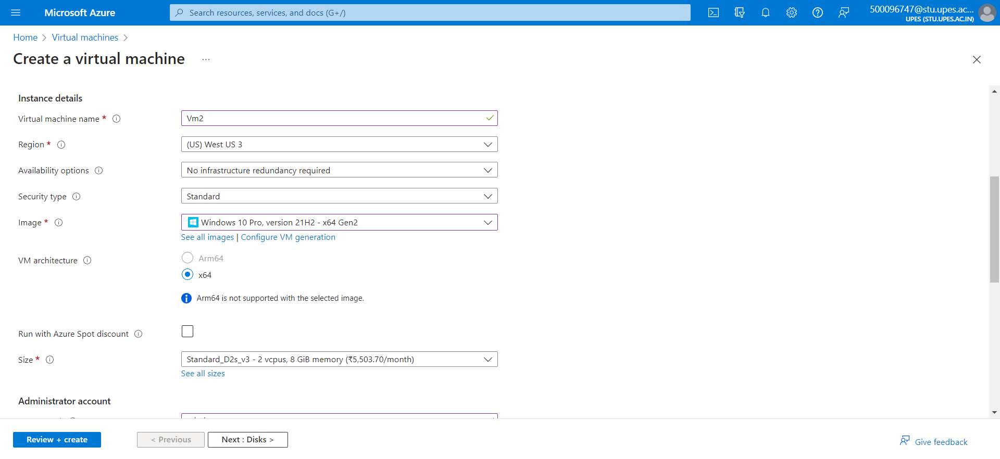 Microsoft Azure
Search resources, services, and docs (G+/)
500096747@stu.upes.ac...
UPES (STU.UPES.AC.IN)
Home > Virtual machines >
Create a virtual machine ...
Instance details
Virtual machine name *
Vm2
Region *
(US) West US 3
Availability options
No infrastructure redundancy required
Security type
Standard
Image *
Windows 10 Pro, version 21H2 - x64 Gen2
See all images | Configure VM generation
VM architecture
Arm64
x64
Arm64 is not supported with the selected image.
Run with Azure Spot discount
Size *
Standard_D2s_v3 - 2 vcpus, 8 GiB memory (₹5,503.70/month)
See all sizes
Administrator account
Review + create
< Previous
Next : Disks >
Give feedback